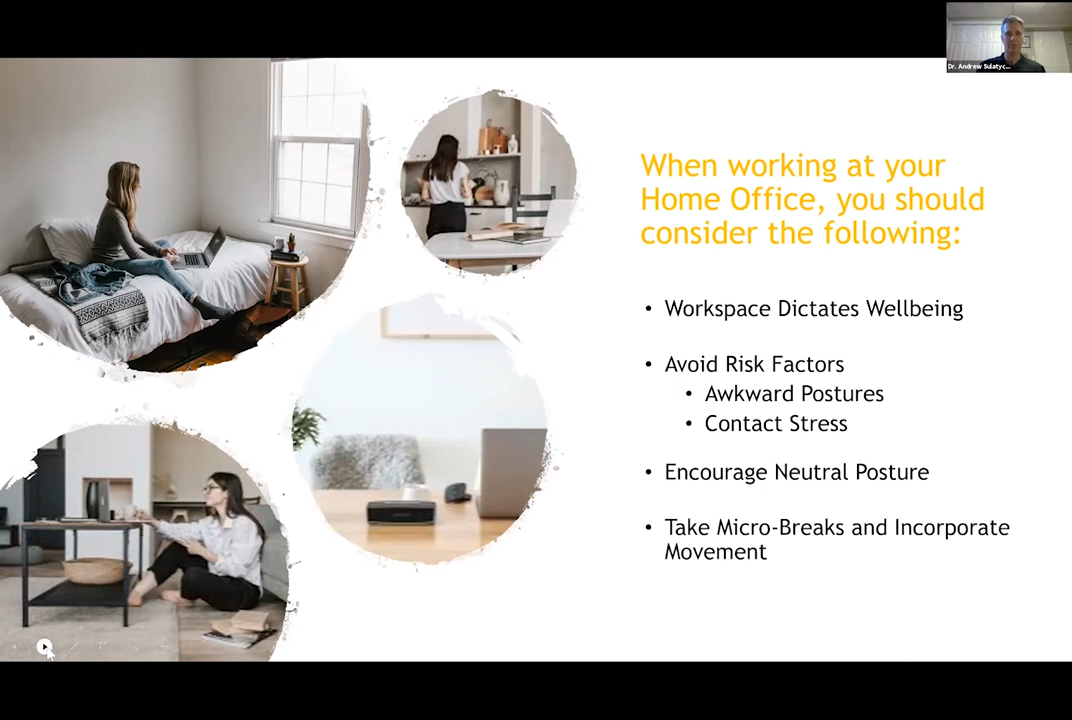 Dr. Andrew Sulatyc...
When working at your
Home Office, you should
consider the following:
• Workspace Dictates Wellbeing
• Avoid Risk Factors
• Awkward Postures
• Contact Stress
• Encourage Neutral Posture
• Take Micro-Breaks and Incorporate
Movement